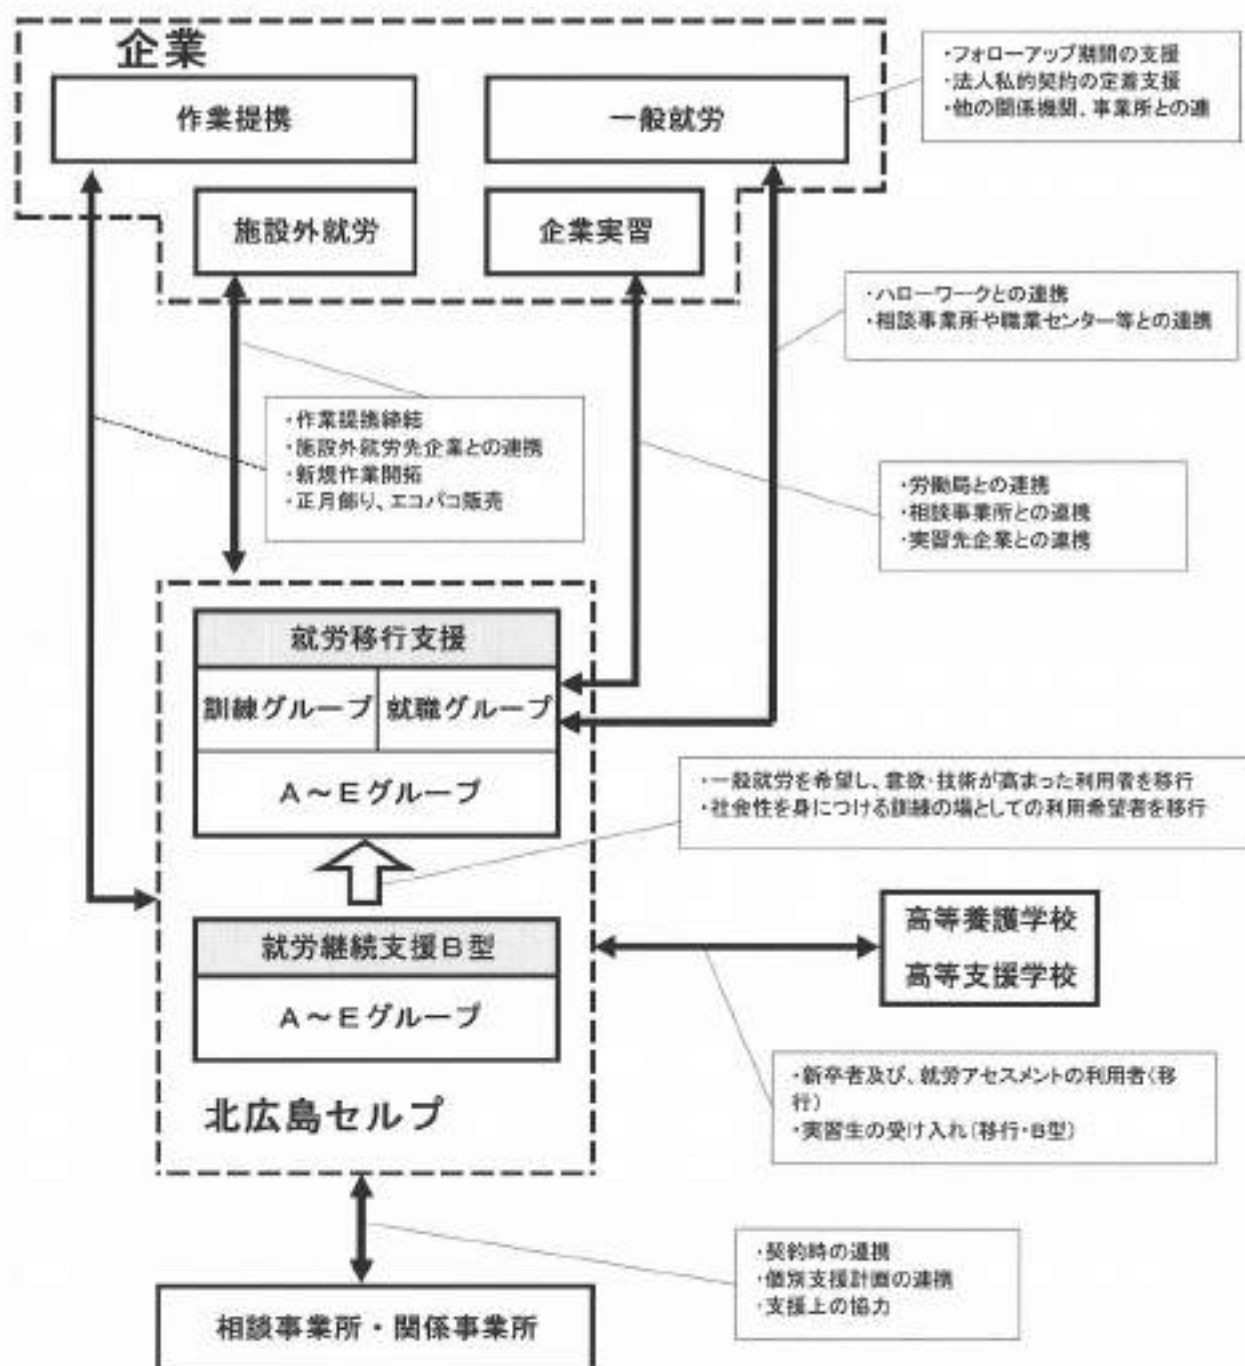 企業
作業提携
一般就労
・フォローアップ期間の支援
・法人私的契約の定着支援
・他の関係機関、事業所との連
施設外就労
企業実習
・ハローワークとの連携
・相談事業所や職業センター等との連携
・作業提携締結
・施設外就労先企業との連携
・新規作業開拓
・正月飾り、エコパコ販売
・労働局との連携
・相談事業所との連携
・実習先企業との連携
就労移行支援
訓練グループ
就職グループ
A～Eグループ
・一般就労を希望し、意欲・技術が高まった利用者を移行
・社会性を身につける訓練の場としての利用希望者を移行
就労継続支援B型
A～Eグループ
高等養護学校
高等支援学校
・新卒者及び、就労アセスメントの利用者(移
行)
・実習生の受け入れ(移行・B型)
北広島セルプ
・契約時の連携
・個別支援計画の連携
・支援上の協力
相談事業所・関係事業所